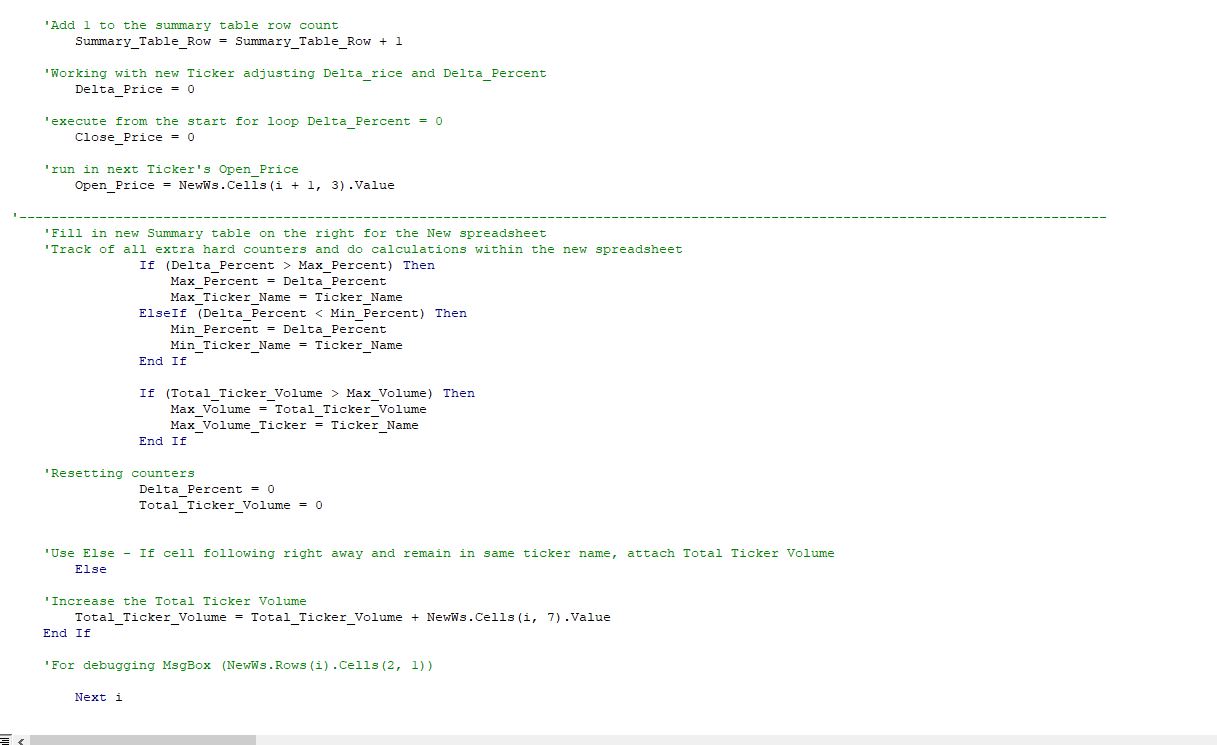 'Add 1 to the summary table row count
Summary_Table_Row = Summary_Table_Row + 1
'Working with new Ticker adjusting Delta_rice and Delta_Percent
Delta_Price = 0
'execute from the start for loop Delta_Percent = 0
Close_Price = 0
'run in next Ticker's Open_Price
Open_Price = NewWs.Cells(i + 1, 3).Value
'----------------------------------------------------------------------------------------------------------------------------------------
'Fill in new Summary table on the right for the New spreadsheet
'Track of all extra hard counters and do calculations within the new spreadsheet
If (Delta_Percent > Max_Percent) Then
Max_Percent = Delta_Percent
Max_Ticker_Name = Ticker_Name
ElseIf (Delta_Percent < Min_Percent) Then
Min_Percent = Delta_Percent
Min_Ticker_Name = Ticker_Name
End If
If (Total_Ticker_Volume > Max_Volume) Then
Max_Volume = Total_Ticker_Volume
Max_Volume_Ticker = Ticker_Name
End If
'Resetting counters
Delta_Percent = 0
Total_Ticker_Volume = 0
'Use Else - If cell following right away and remain in same ticker name, attach Total Ticker Volume
Else
'Increase the Total Ticker Volume
Total_Ticker_Volume = Total_Ticker_Volume + NewWs.Cells(i, 7).Value
End If
'For debugging MsgBox (NewWs.Rows(i).Cells(2, 1))
Next i